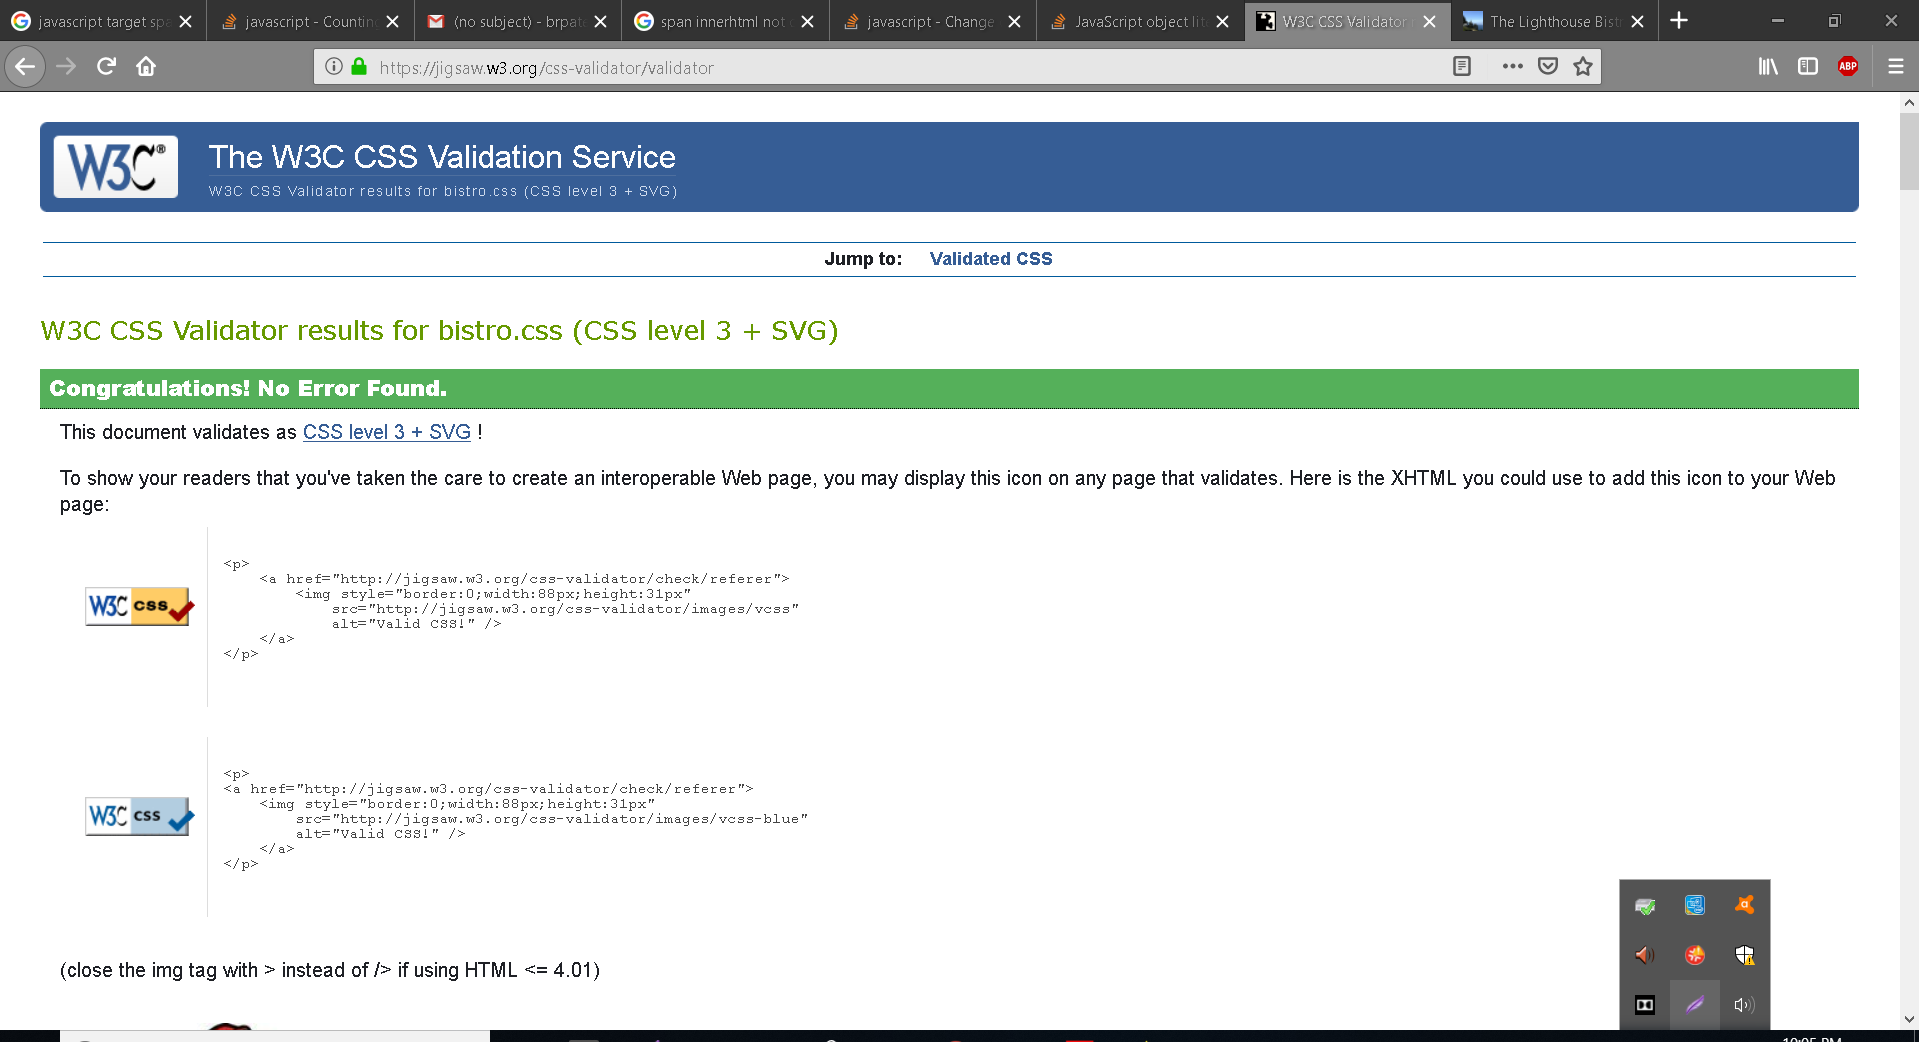 javascript target spa
javascript - Counting
(no subject) - brpate
span innerhtml not
javascript - Change
JavaScript object lit
W3C CSS Validator
The Lighthouse Bist
https://jigsaw.w3.org/css-validator/validator
ABP
W3C®
The W3C CSS Validation Service
W3C CSS Validator results for bistro.css (CSS level 3 + SVG)
Jump to: Validated CSS
W3C CSS Validator results for bistro.css (CSS level 3 + SVG)
Congratulations! No Error Found.
This document validates as CSS level 3 + SVG !
To show your readers that you've taken the care to create an interoperable Web page, you may display this icon on any page that validates. Here is the XHTML you could use to add this icon to your Web
page:
W3C css
<p>
<a href="http://jigsaw.w3.org/css-validator/check/referer">
<img style="border:0;width:88px;height:31px"
src="http://jigsaw.w3.org/css-validator/images/vcss"
alt="Valid CSS!" />
</a>
</p>
W3C css
<p>
<a href="http://jigsaw.w3.org/css-validator/check/referer">
<img style="border:0;width:88px;height:31px"
src="http://jigsaw.w3.org/css-validator/images/vcss-blue"
alt="Valid CSS!" />
</a>
</p>
(close the img tag with > instead of /> if using HTML <= 4.01)